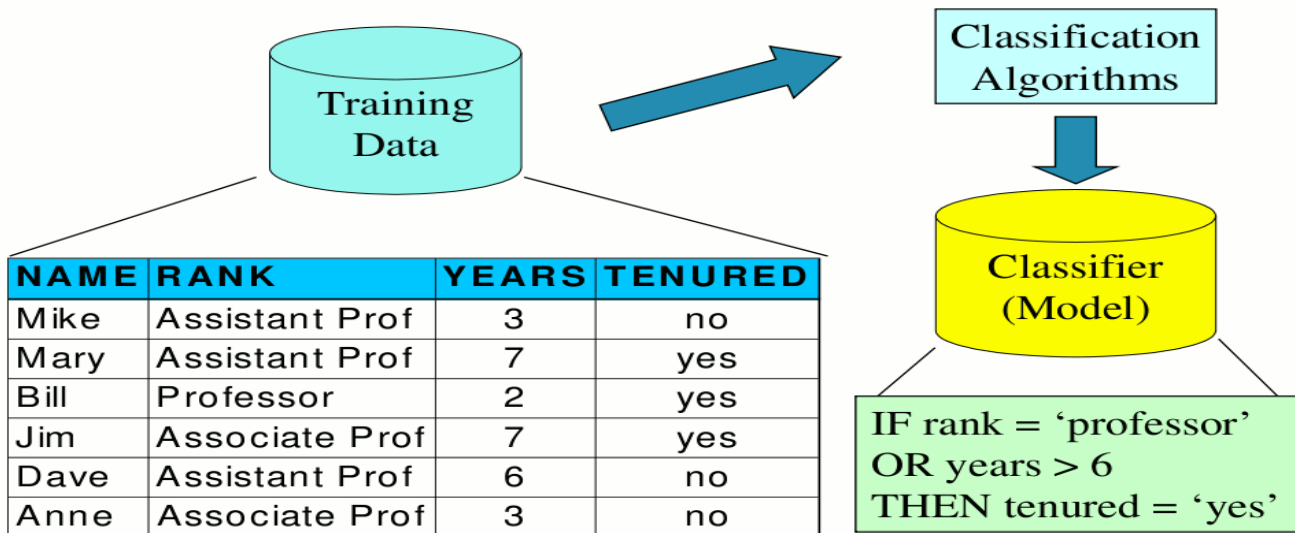 Training
Data
Classification
Algorithms
Classifier
(Model)
NAME RANK YEARS TENURED
Mike Assistant Prof 3 no
Mary Assistant Prof 7 yes
Bill Professor 2 yes
Jim Associate Prof 7 yes
Dave Assistant Prof 6 no
Anne Associate Prof 3 no
IF rank = ‘professor’
OR years > 6
THEN tenured = ‘yes’